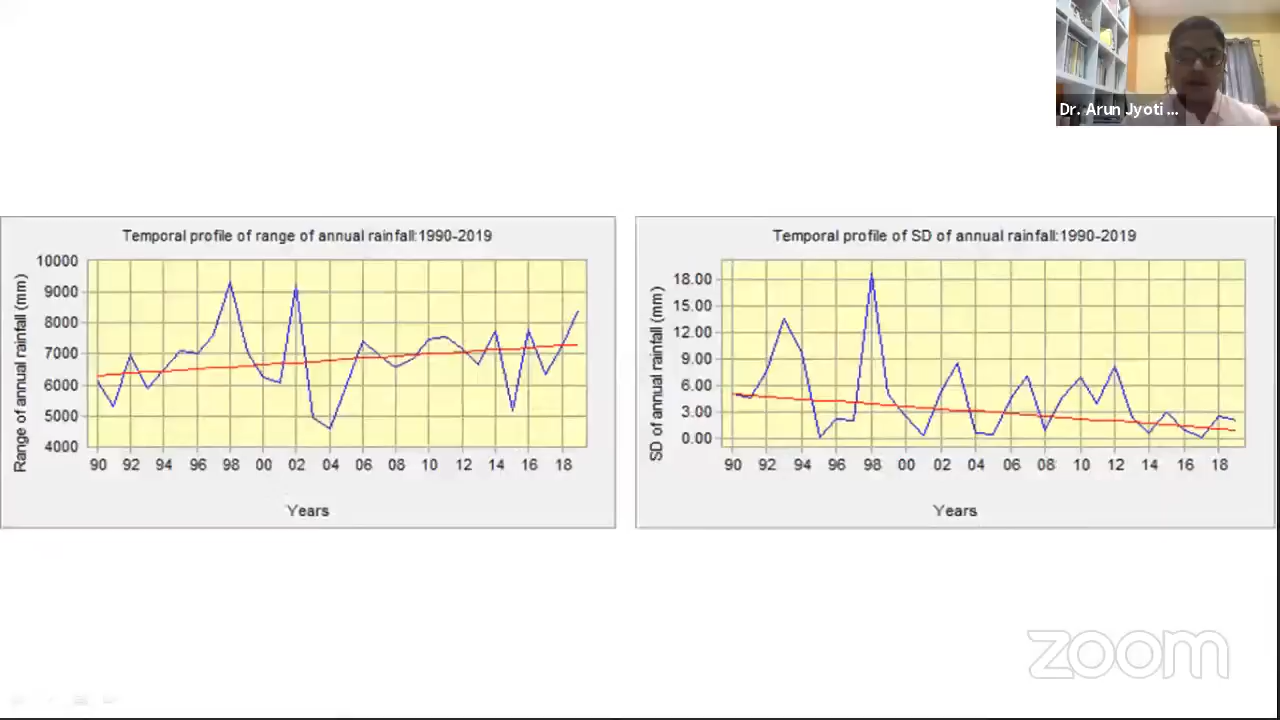 Dr. Arun Jyoti ...
Temporal profile of range of annual rainfall:1990-2019
Range of annual rainfall (mm)
10000
9000
8000
7000
6000
5000
4000
90 92 94 96 98 00 02 04 06 08 10 12 14 16 18
Years
Temporal profile of SD of annual rainfall:1990-2019
SD of annual rainfall (mm)
18.00
15.00
12.00
9.00
6.00
3.00
0.00
90 92 94 96 98 00 02 04 06 08 10 12 14 16 18
Years
zoom